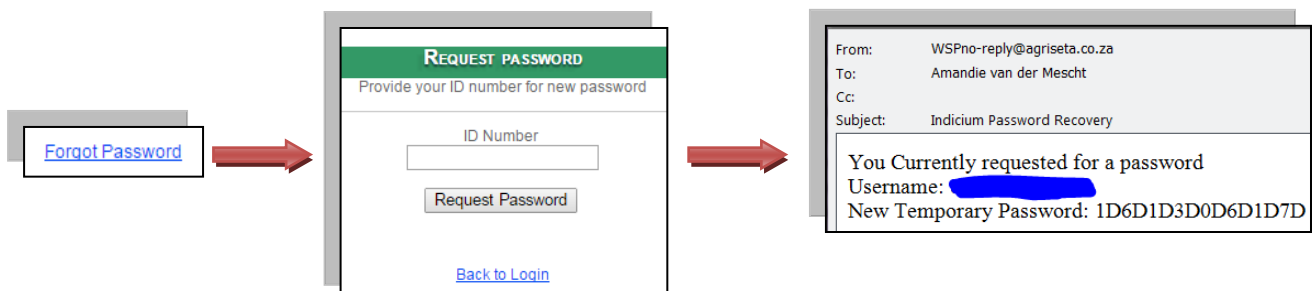 Forgot Password
REQUEST PASSWORD
Provide your ID number for new password
ID Number
Request Password
Back to Login
From: WSPno-reply@agriseta.co.za
To: Amandie van der Mescht
Cc:
Subject: Indicium Password Recovery
You Currently requested for a password
Username:
New Temporary Password: 1D6D1D3D0D6D1D7D